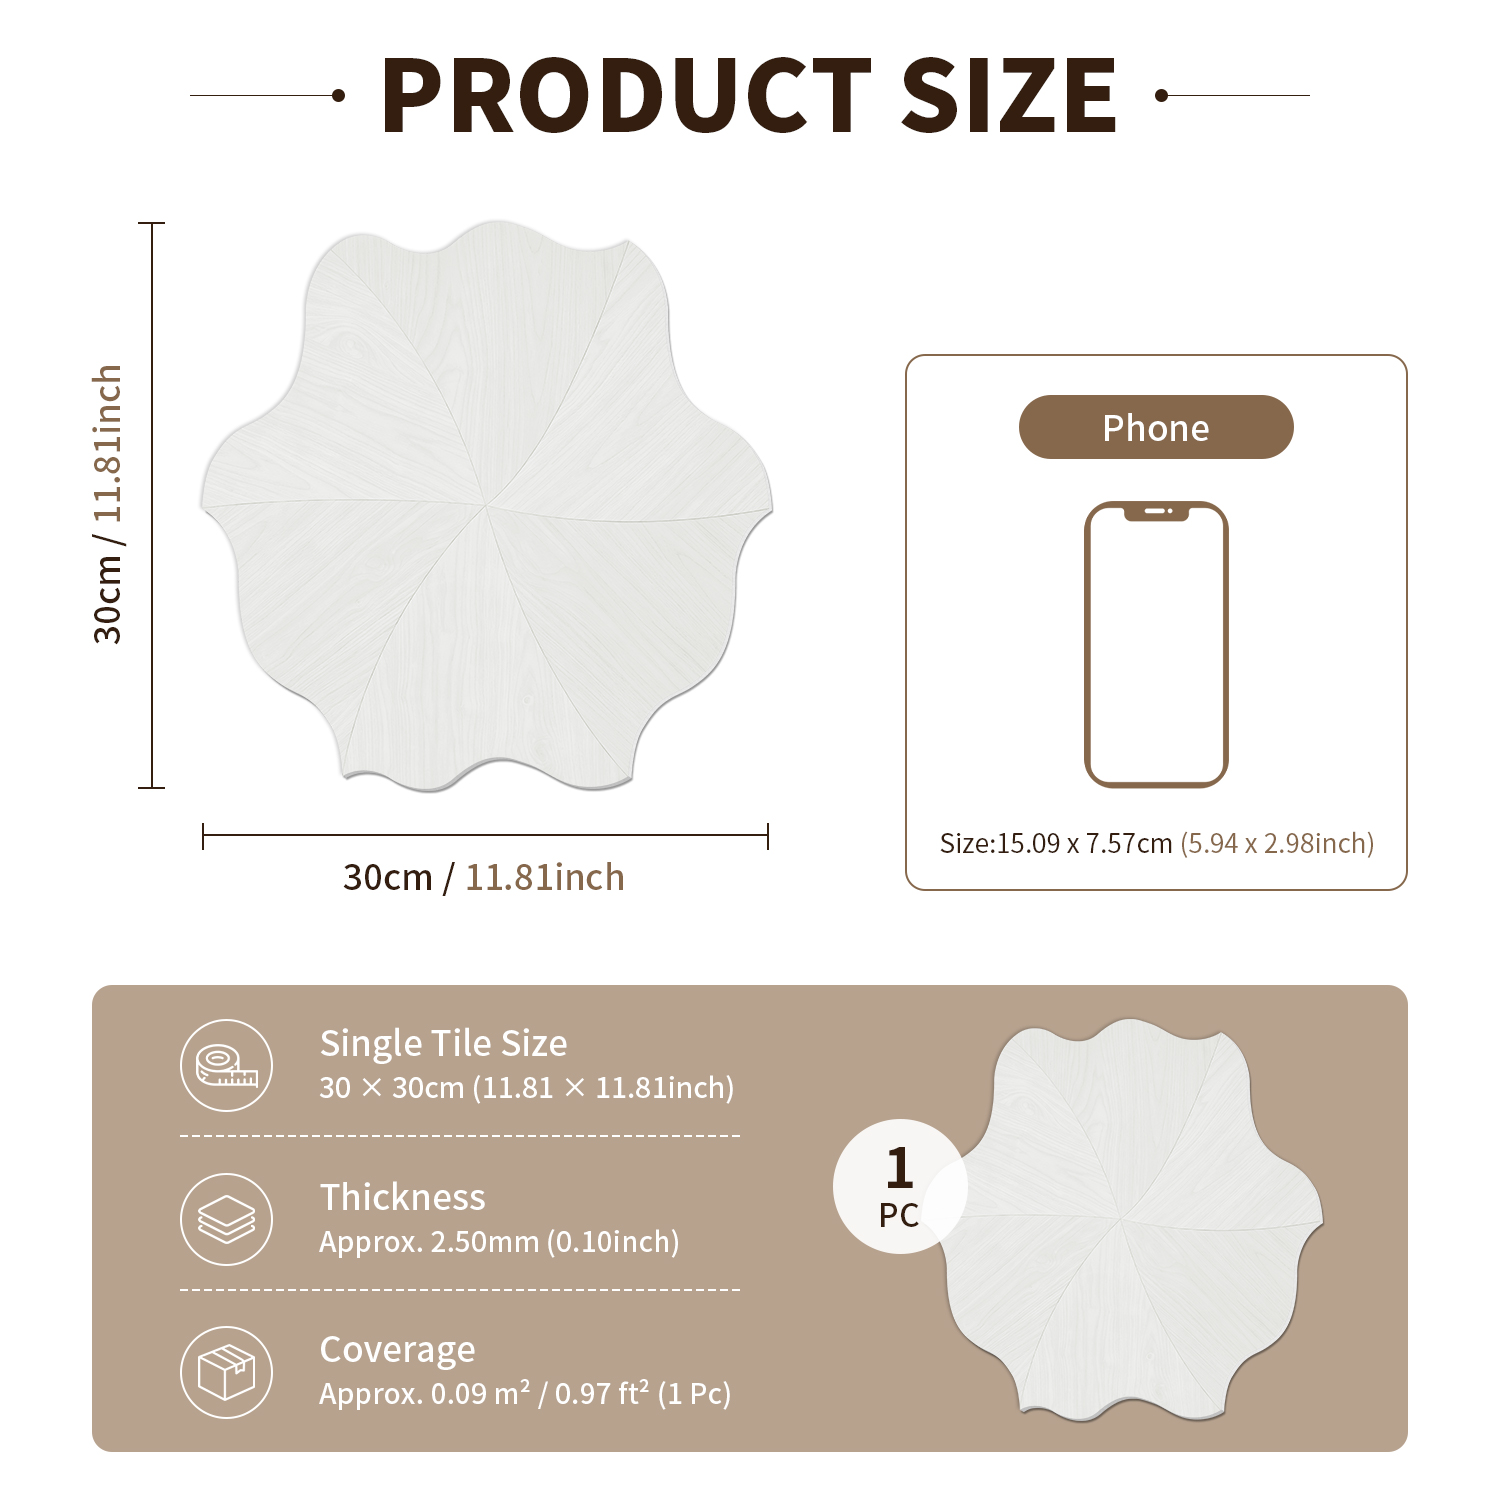 PRODUCT SIZE
30cm / 11.81inch
30cm / 11.81inch
Phone
Size:15.09 x 7.57cm (5.94 x 2.98inch)
Single Tile Size
30 × 30cm (11.81 × 11.81inch)
Thickness
Approx. 2.50mm (0.10inch)
Coverage
Approx. 0.09 m² / 0.97 ft² (1 Pc)
1
PC